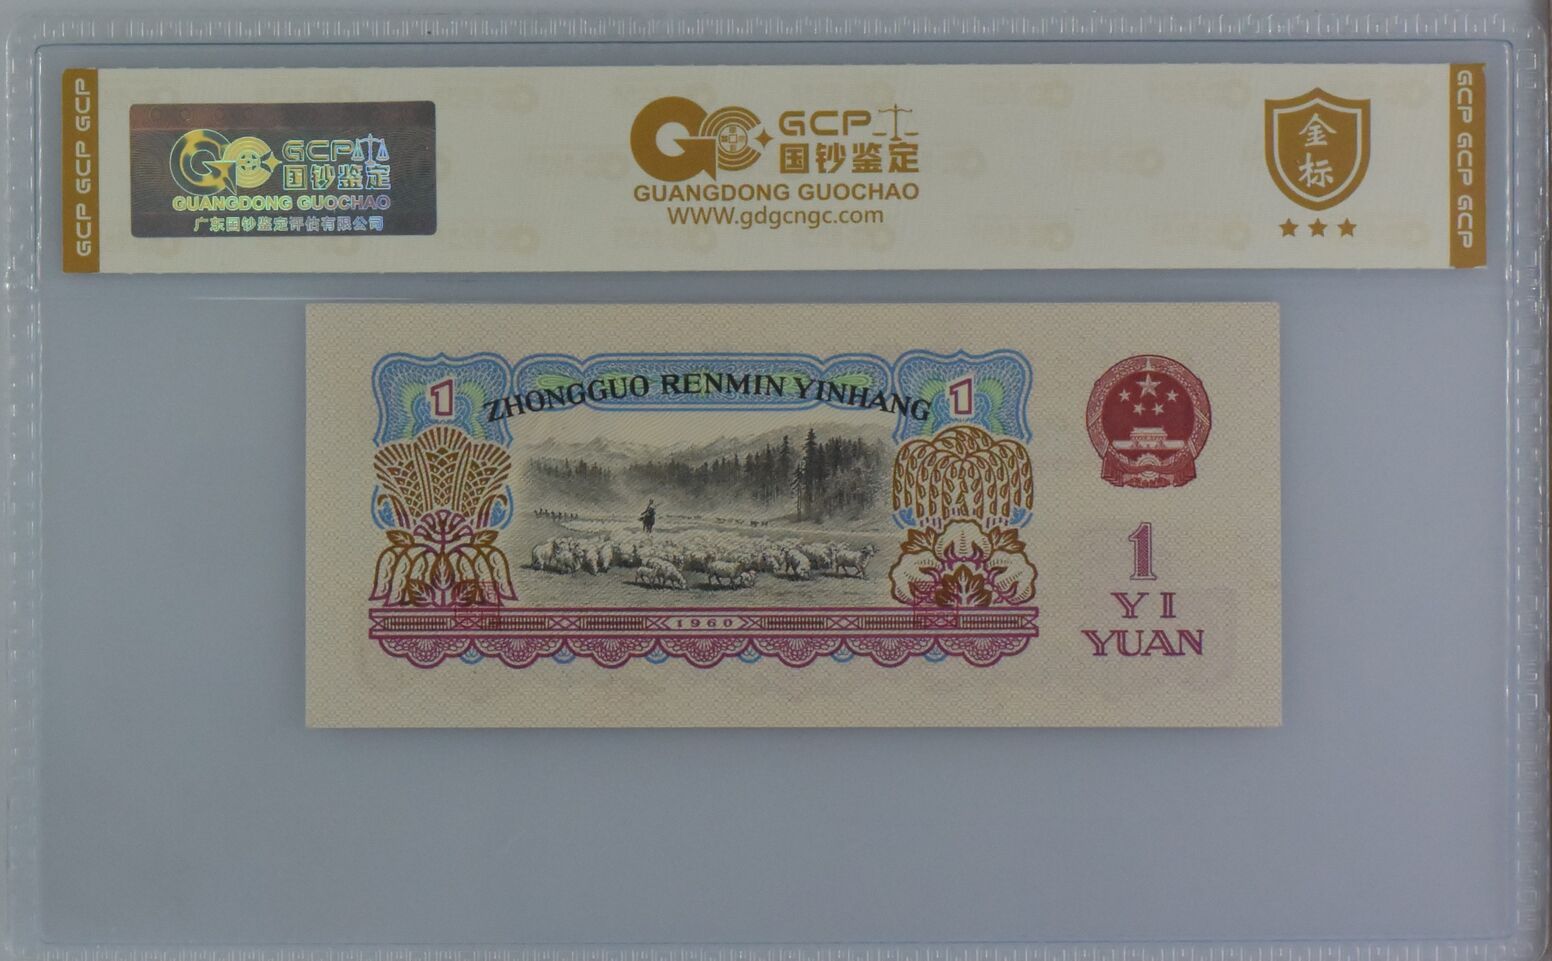 GCP GCP GCP
GCP
国钞鉴定
GUANGDONG GUOCHAO
广东国钞鉴定评估有限公司
GCP
国钞鉴定
GUANGDONG GUOCHAO
WWW.gdgcngc.com
金
标
GCP GCP GCP
1
ZHONGGUO RENMIN YINHANG
1
1960
1
YI
YUAN